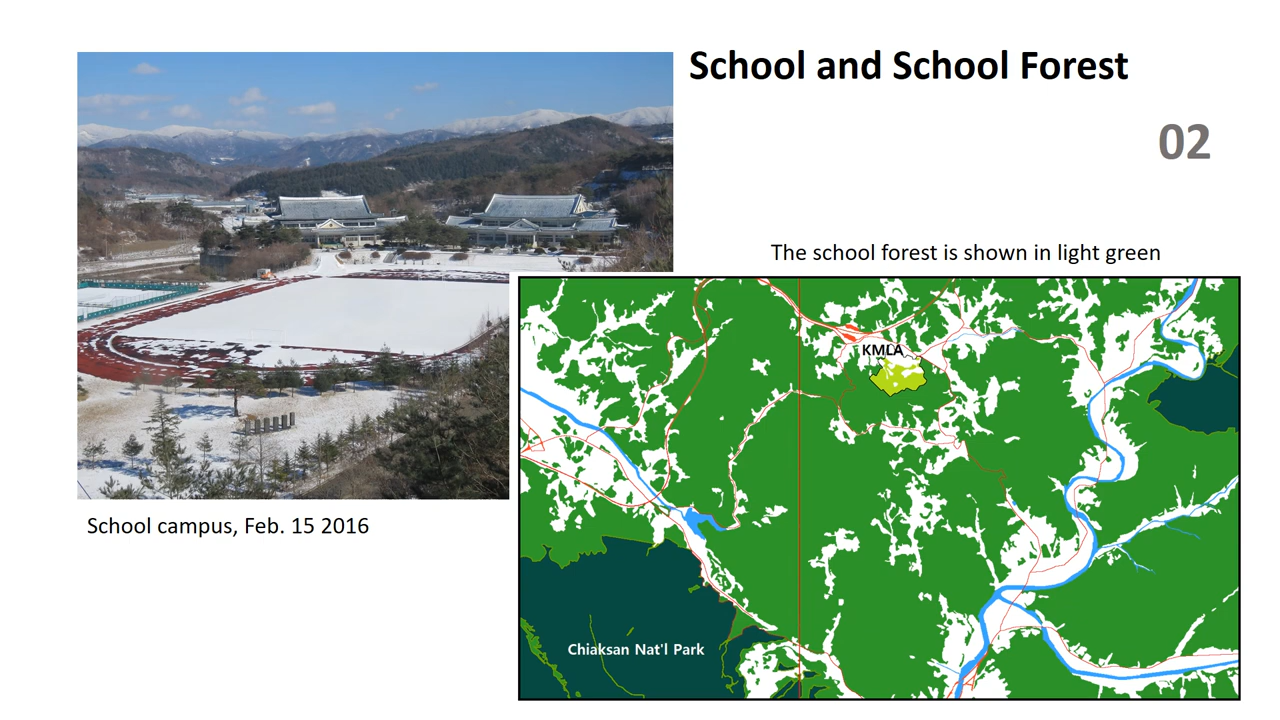 School and School Forest
02
The school forest is shown in light green
KMLA
School campus, Feb. 15 2016
Chiaksan Nat'l Park